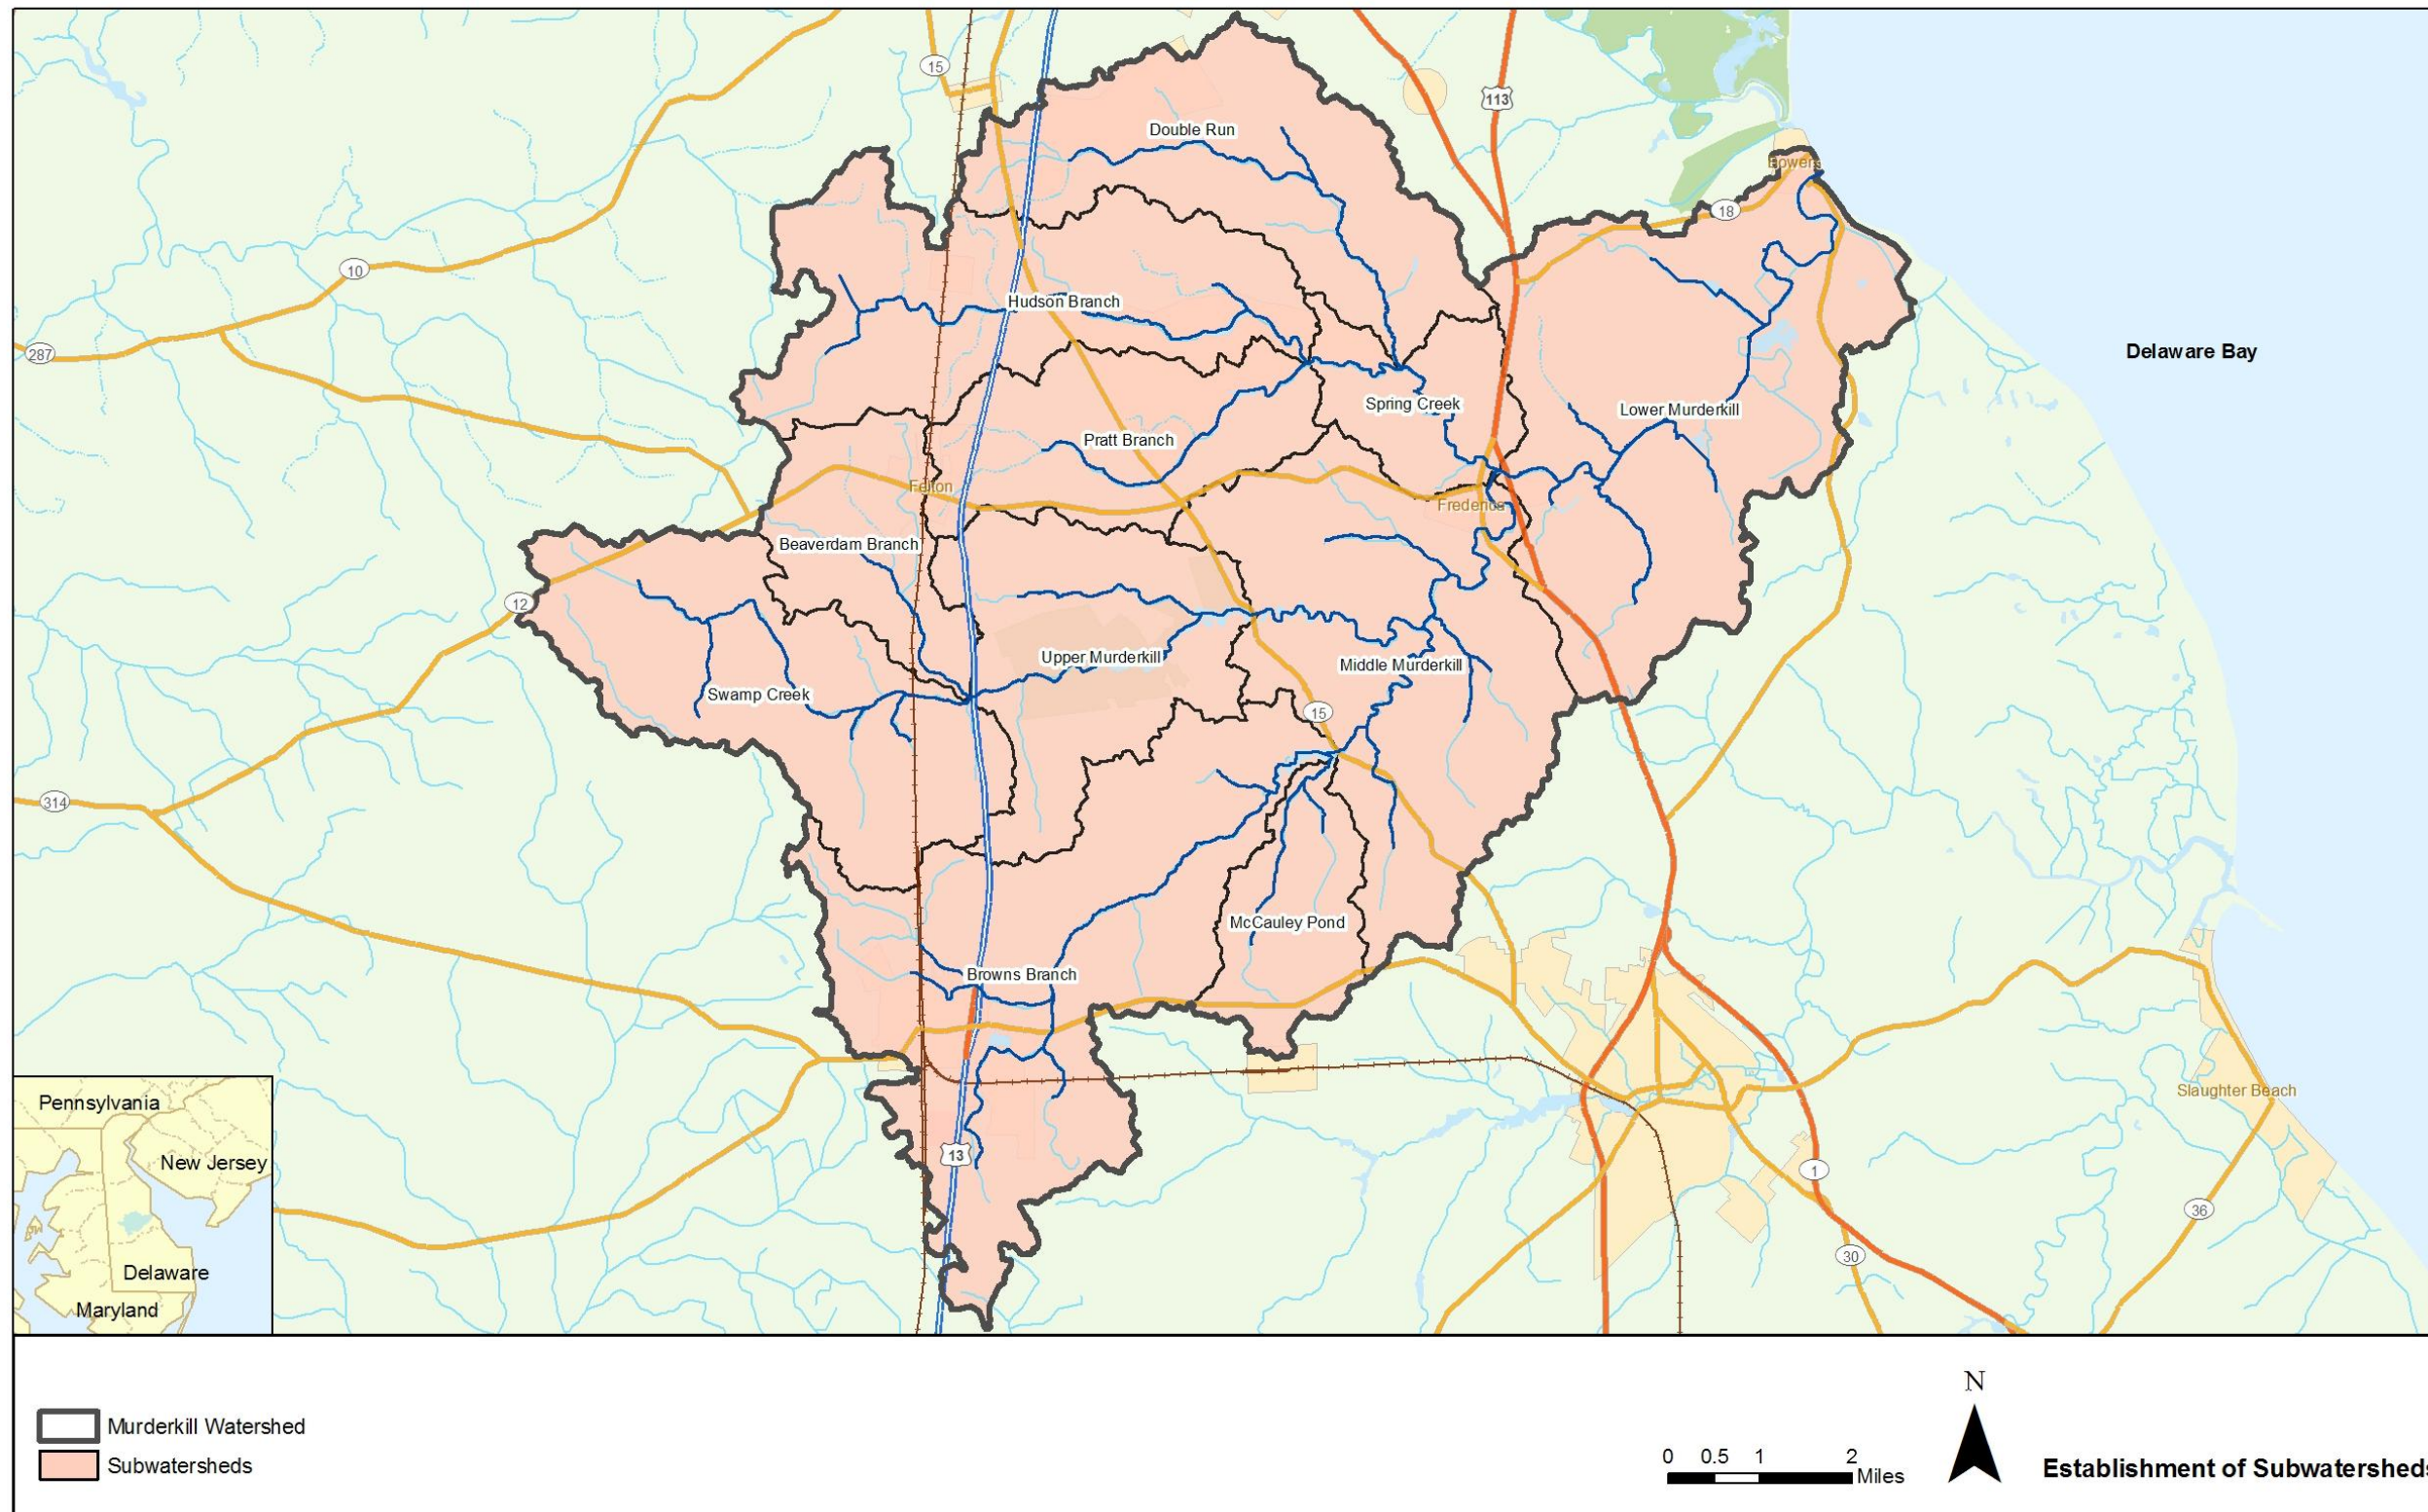 15
113
Double Run
Bowers
18
10
Hudson Branch
287
Delaware Bay
Spring Creek
Lower Murderkill
Pratt Branch
Felton
Frederica
Beaverdam Branch
12
Upper Murderkill
Middle Murderkill
Swamp Creek
15
314
McCauley Pond
Browns Branch
Slaughter Beach
Pennsylvania
13
New Jersey
1
36
30
Delaware
Maryland
N
Murderkill Watershed
Subwatersheds
0 0.5 1 2
Miles
Establishment of Subwatersheds